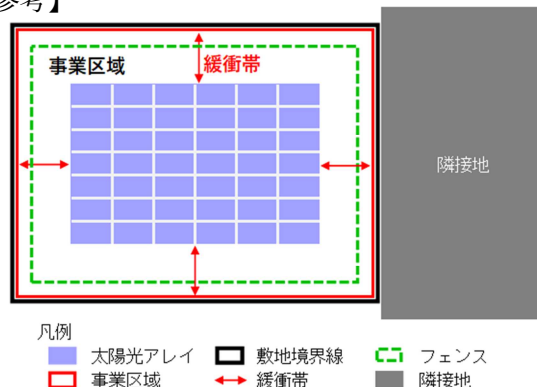 参考】
事業区域
緩衝帯
隣接地
凡例
太陽光アレイ 敷地境界線 フェンス
事業区域 緩衝帯 隣接地